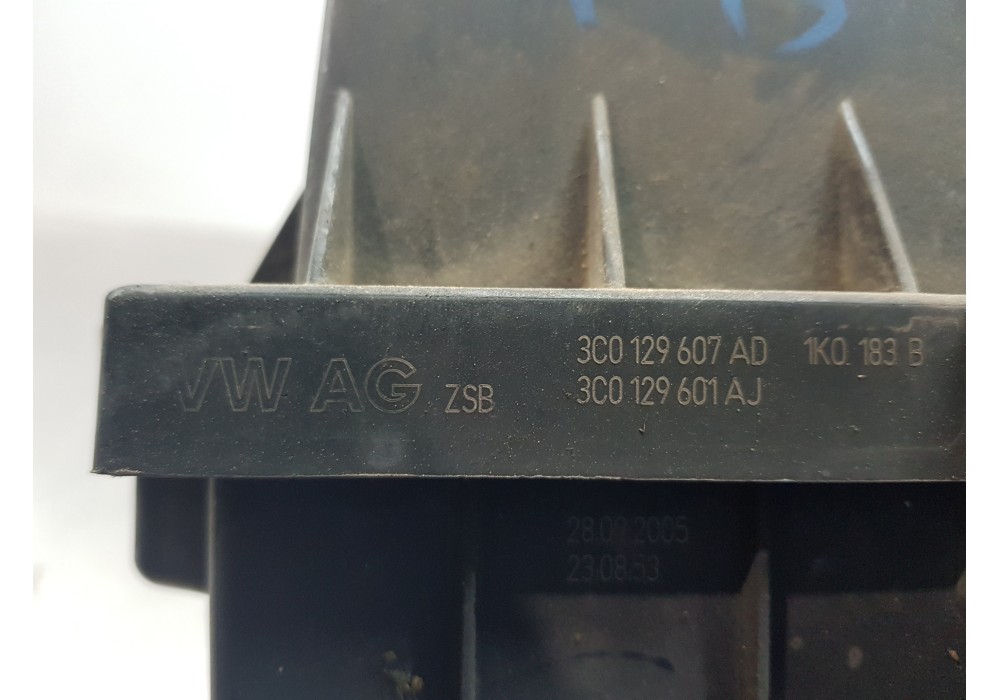 3C0 129 607 AD 1K0 183 B
VW AG ZSB 3C0 129 601 AJ
28.09.2005
23:08:53